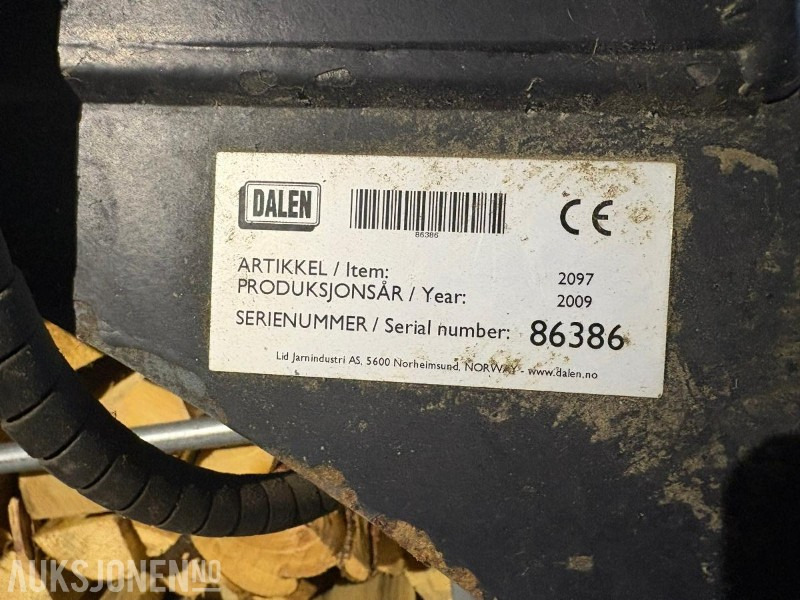 DALEN
86386
CE
ARTIKKEL / Item: 2097
PRODUKSJONSÅR / Year: 2009
SERIENUMMER / Serial number: 86386
Lid Jarnindustri AS, 5600 Norheimsund, NORWAY - www.dalen.no
AUKSJONEN.NO